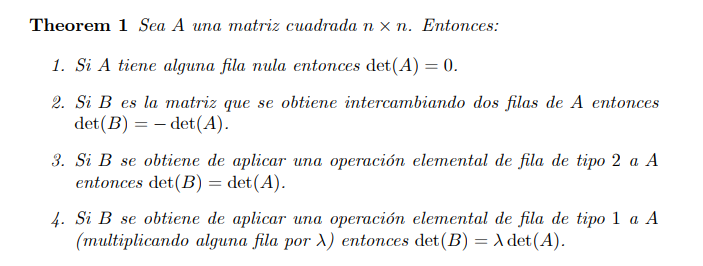 Theorem 1 Sea A una matriz cuadrada n × n. Entonces:
1. Si A tiene alguna fila nula entonces det(A) = 0.
2. Si B es la matriz que se obtiene intercambiando dos filas de A entonces
det(B) = − det(A).
3. Si B se obtiene de aplicar una operación elemental de fila de tipo 2 a A
entonces det(B) = det(A).
4. Si B se obtiene de aplicar una operación elemental de fila de tipo 1 a A
(multiplicando alguna fila por λ) entonces det(B) = λ det(A).